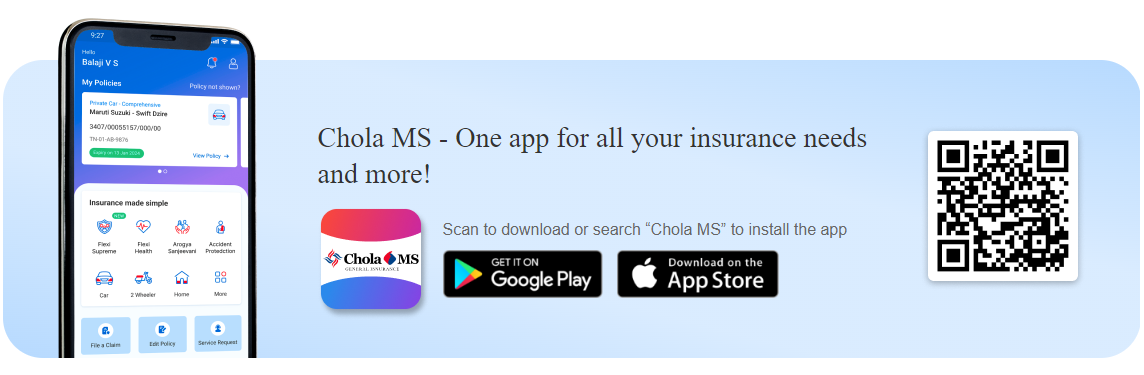 9:27
Hello
Balaji V S
My Policies
Policy not shown?
Private Car - Comprehensive
Maruti Suzuki - Swift Dzire
3407/00055157/000/00
TN-01-AB-9876
Expiry on 13 Jan 2024
View Policy →
Insurance made simple
NEW
Flexi Supreme
Flexi Health
Arogya Sanjeevani
Accident Protedction
Car
2 Wheeler
Home
More
File a Claim
Edit Policy
Service Request
Chola MS - One app for all your insurance needs
and more!
Chola MS
GENERAL INSURANCE
Scan to download or search “Chola MS” to install the app
GET IT ON
Google Play
Download on the
App Store